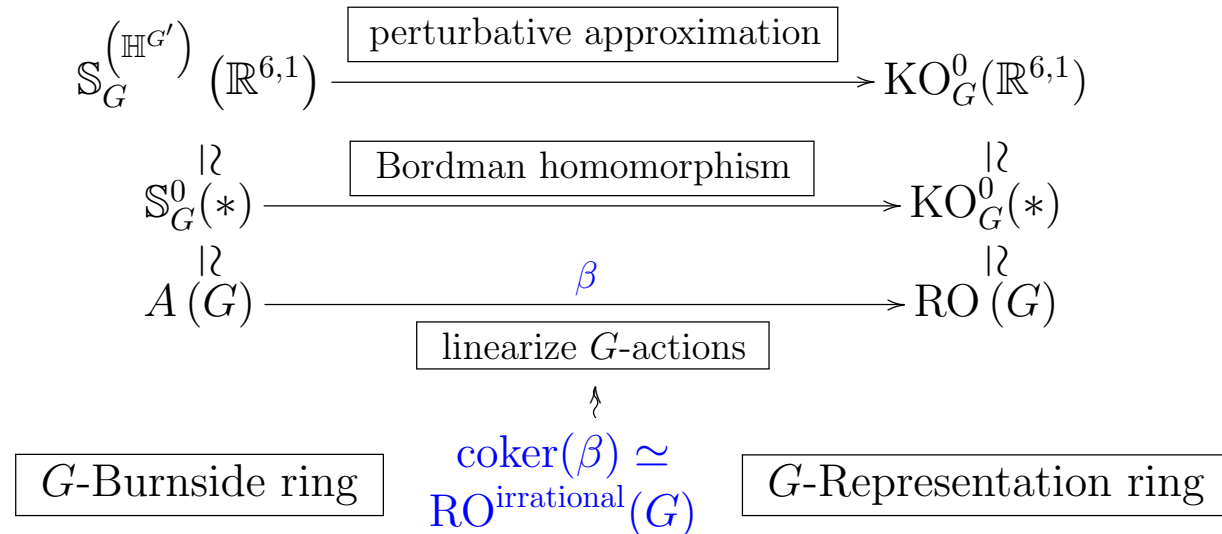 perturbative approximation
𝕊_G^{(ℍ^{G′})} (ℝ^{6,1}) ⟶ KO_G^0(ℝ^{6,1})
≀| ≀|
Bordman homomorphism
𝕊_G^0(∗) ⟶ KO_G^0(∗)
≀| ≀|
β
A (G) ⟶ RO (G)
linearize G-actions
coker(β) ≃
G-Burnside ring
G-Representation ring
RO^{irrational}(G)